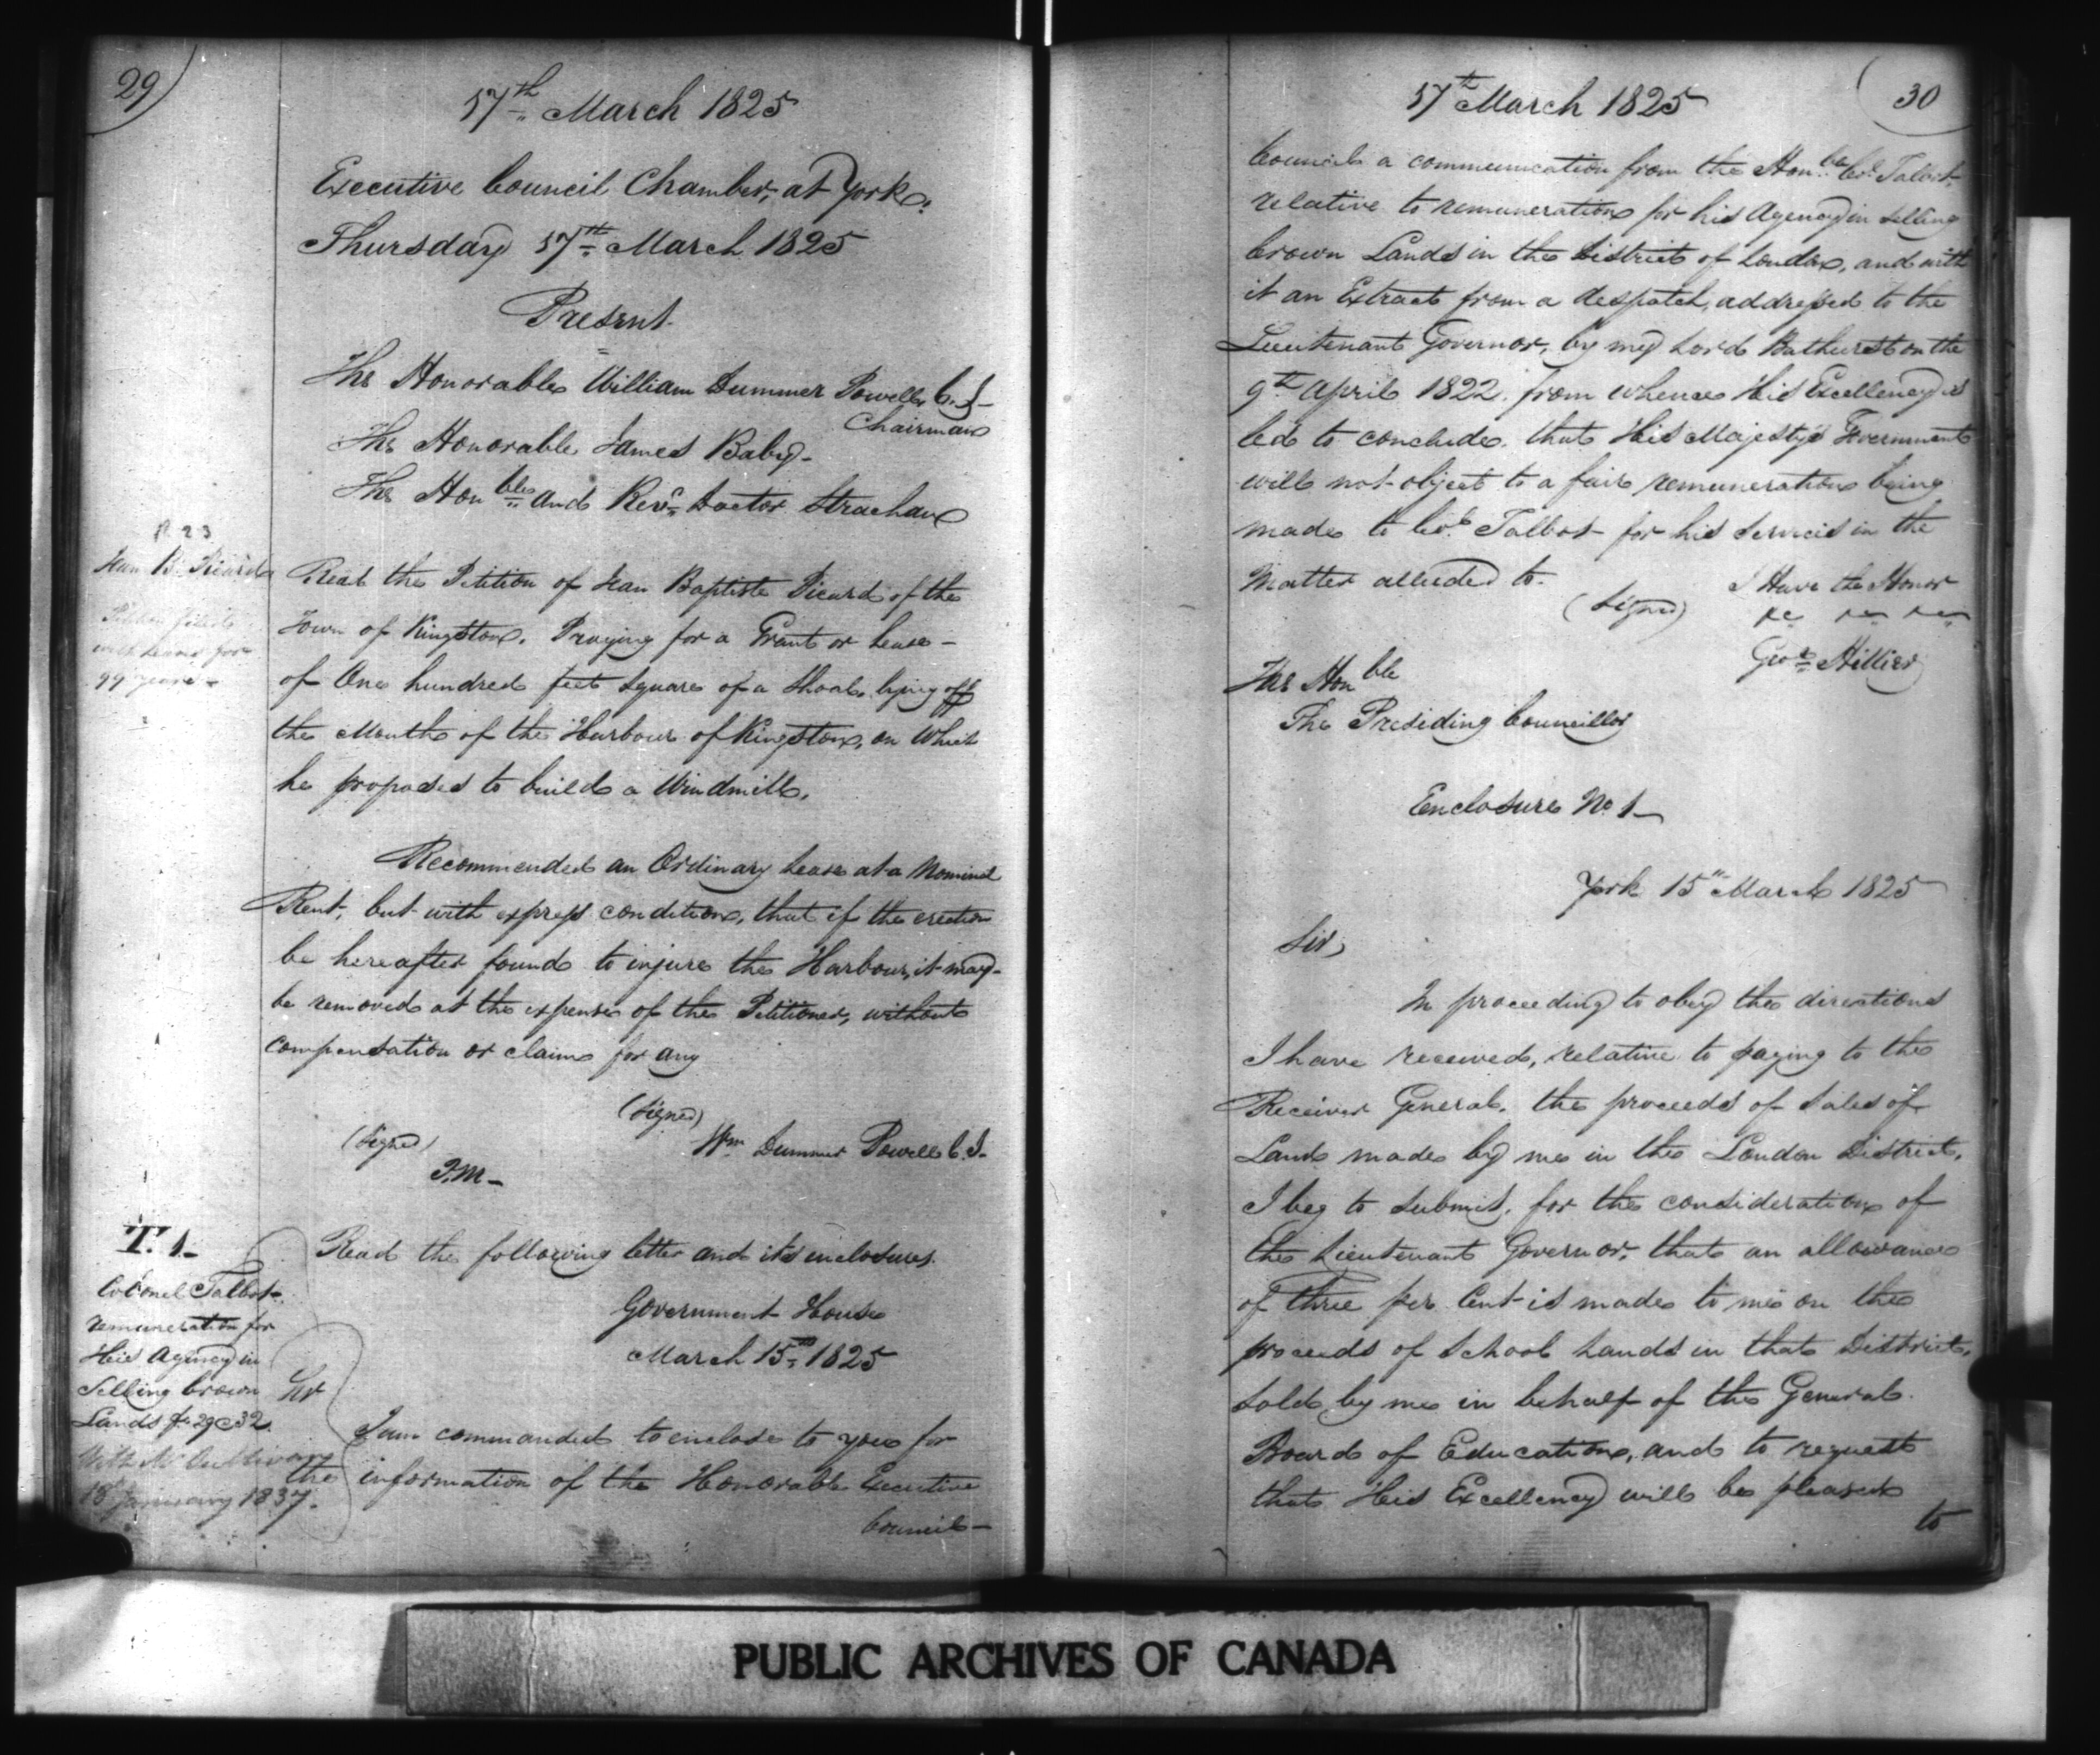 29
17th March 1825
Executive Council Chamber, at York.
Thursday 17th March 1825
Present
The Honorable William Dummer Powell C. J.
Chairman
The Honorable James Baby
The Honble and Revd Doctor Strachan
P. 23
Jean B. Picard
with leave for
99 years
Read the Petition of Jean Baptiste Picard of the
Town of Kingston. Praying for a Grant or Lease
of One hundred feet square of a Shoal lying off
the Mouth of the Harbour of Kingston, on which
he proposes to build a Windmill.
Recommended an Ordinary Lease at a Nominal
Rent, but with express condition, that if the erection
be hereafter found to injure the Harbour, it may
be removed at the expense of the Petitioner, without
compensation or claim for any
(Signed)
Wm Dummer Powell C. J.
(Signed)
P.M
T. 1.
Colonel Talbot
remuneration for
His Agency in
Selling Crown
Lands fr 29 @ 32
18 January 1837.
Read the following letter and its enclosures.
Government House
March 15th 1825
Sir
I am commanded to enclose to you for
the information of the Honorable Executive
Council
17th March 1825
30
Council a communication from the Honble Col. Talbot,
relative to remuneration for his Agency in selling
Crown Lands in the District of London, and with
it an Extract from a despatch, addressed to the
Lieutenant Governor, by my Lord Bathurst on the
9th April 1822. from whence His Excellency is
led to conclude that His Majesty's Government
will not object to a fair remuneration being
made to Col. Talbot for his services in the
Matter alluded to.
I Have the Honor
&c &c &c
(Signed)
Geo. Hillier
The Honble
The Presiding Councillor
Enclosure No. 1
York 15th March 1825
Sir,
In proceeding to obey the directions
I have received, relative to paying to the
Receiver General, the proceeds of Sales of
Lands made by me in the London District,
I beg to submit, for the consideration of
the Lieutenant Governor, that an allowance
of Three per Cent is made to me on the
proceeds of School Lands in that District,
sold by me in behalf of the General
Board of Education, and to request
that His Excellency will be pleased
to
PUBLIC ARCHIVES OF CANADA